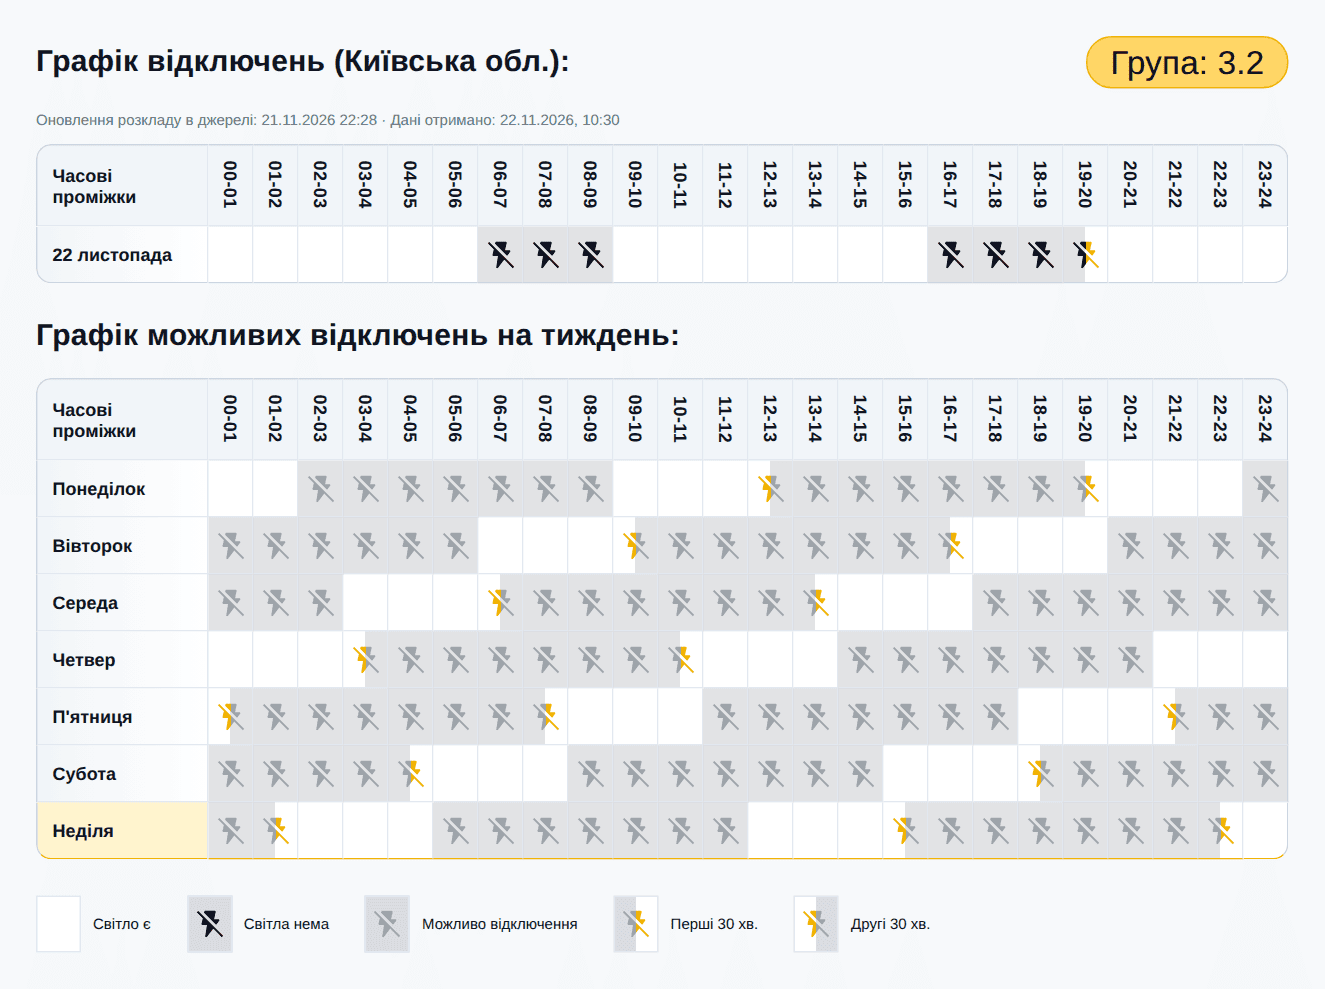 Графік відключень (Київська обл.):
Група: 3.2
Оновлення розкладу в джерелі: 21.11.2026 22:28 · Дані отримано: 22.11.2026, 10:30
Часові
проміжки
00-01 01-02 02-03 03-04 04-05 05-06 06-07 07-08 08-09 09-10 10-11 11-12 12-13 13-14 14-15 15-16 16-17 17-18 18-19 19-20 20-21 21-22 22-23 23-24
22 листопада
Графік можливих відключень на тиждень:
Часові
проміжки
00-01 01-02 02-03 03-04 04-05 05-06 06-07 07-08 08-09 09-10 10-11 11-12 12-13 13-14 14-15 15-16 16-17 17-18 18-19 19-20 20-21 21-22 22-23 23-24
Понеділок
Вівторок
Середа
Четвер
П'ятниця
Субота
Неділя
Світло є Світла нема Можливо відключення Перші 30 хв. Другі 30 хв.